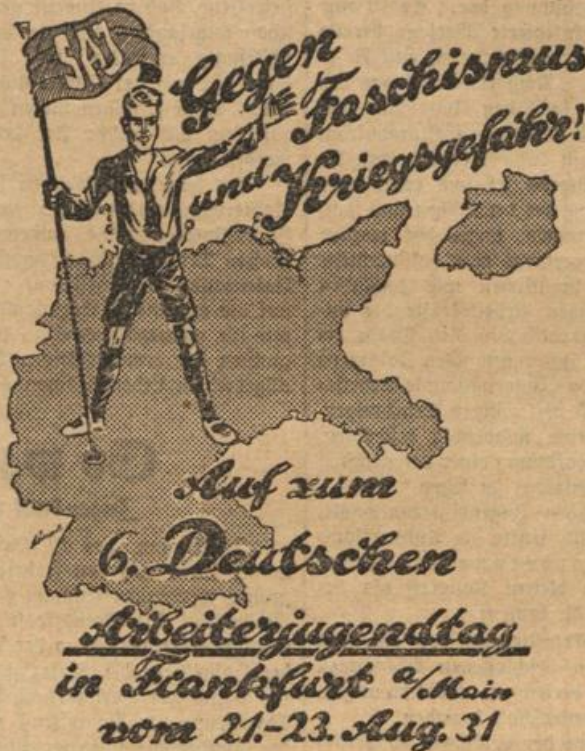 SAJ
Gegen
Faschismus
und Kriegsgefahr!
Auf zum
6. Deutschen
Arbeiterjugendtag
in Frankfurt a/Main
vom 21.-23. Aug. 31